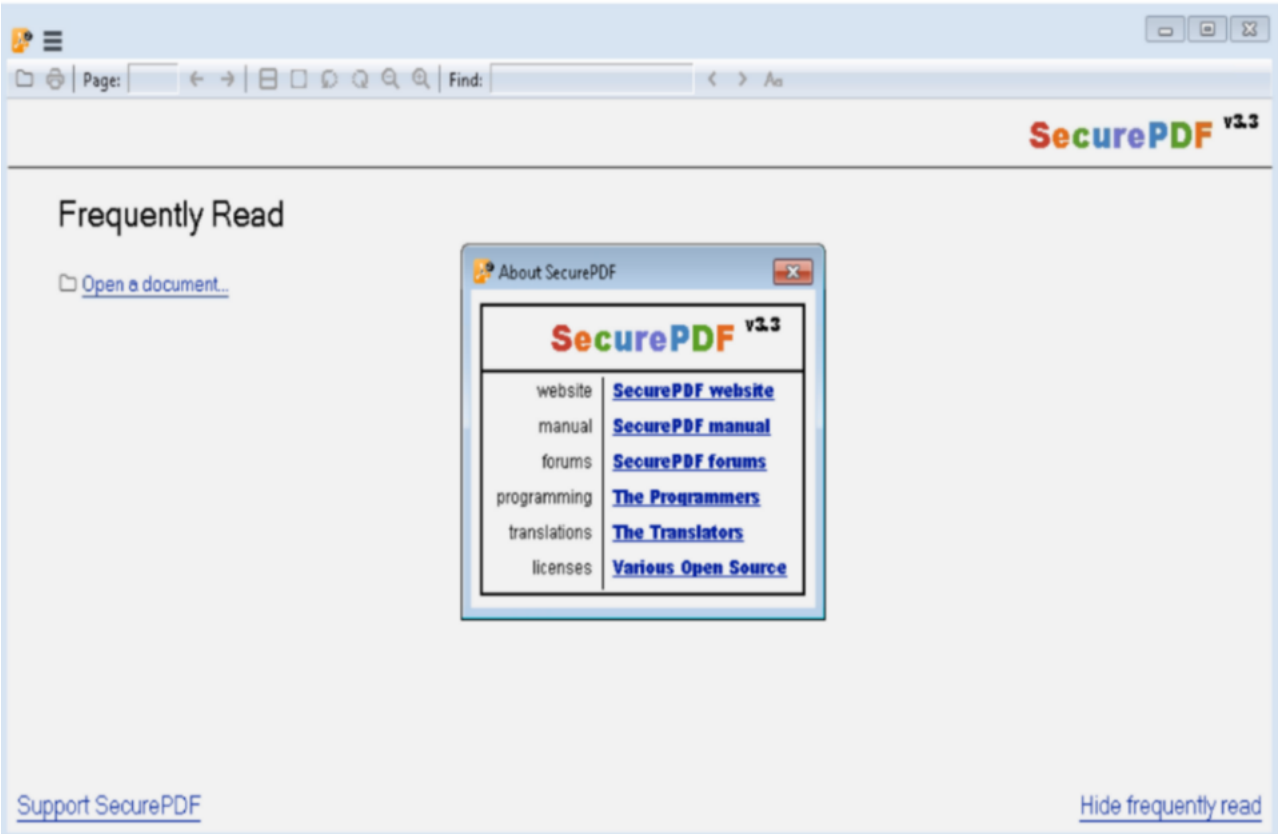 Page:
Find:
Aa
SecurePDF v3.3
Frequently Read
Open a document...
About SecurePDF
SecurePDF v3.3
website SecurePDF website
manual SecurePDF manual
forums SecurePDF forums
programming The Programmers
translations The Translators
licenses Various Open Source
Support SecurePDF
Hide frequently read